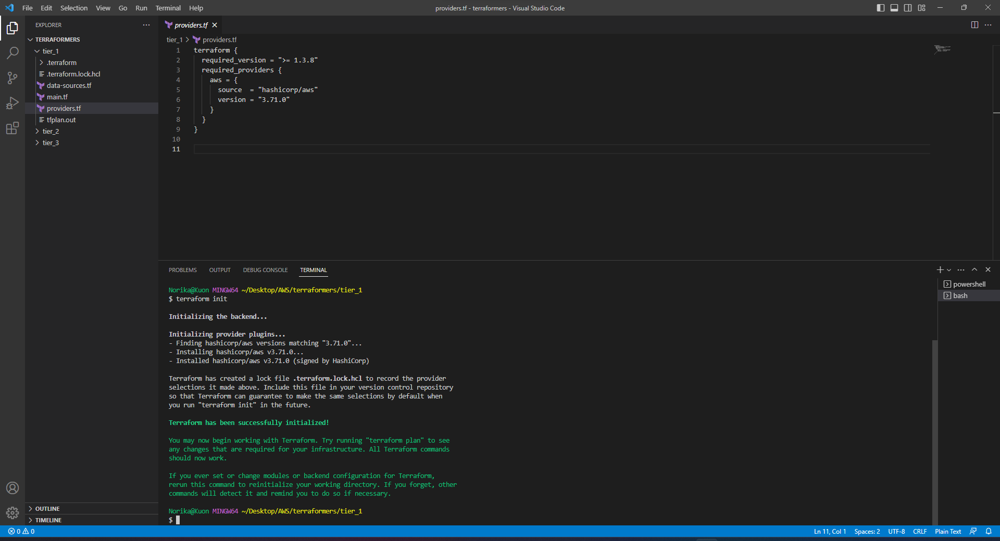 File Edit Selection View Go Run Terminal Help
providers.tf - terraformers - Visual Studio Code
EXPLORER
TERRAFORMERS
tier_1
.terraform
.terraform.lock.hcl
data-sources.tf
main.tf
providers.tf
tfplan.out
tier_2
tier_3
OUTLINE
TIMELINE
providers.tf
tier_1 > providers.tf
1 terraform {
2 required_version = ">= 1.3.8"
3 required_providers {
4 aws = {
5 source  = "hashicorp/aws"
6 version = "3.71.0"
7 }
8 }
9 }
10
11
PROBLEMS OUTPUT DEBUG CONSOLE TERMINAL
powershell
bash
Norika@Kuon MINGW64 ~/Desktop/AWS/terraformers/tier_1
$ terraform init
Initializing the backend...
Initializing provider plugins...
- Finding hashicorp/aws versions matching "3.71.0"...
- Installing hashicorp/aws v3.71.0...
- Installed hashicorp/aws v3.71.0 (signed by HashiCorp)
Terraform has created a lock file .terraform.lock.hcl to record the provider
selections it made above. Include this file in your version control repository
so that Terraform can guarantee to make the same selections by default when
you run "terraform init" in the future.
Terraform has been successfully initialized!
You may now begin working with Terraform. Try running "terraform plan" to see
any changes that are required for your infrastructure. All Terraform commands
should now work.
If you ever set or change modules or backend configuration for Terraform,
rerun this command to reinitialize your working directory. If you forget, other
commands will detect it and remind you to do so if necessary.
Norika@Kuon MINGW64 ~/Desktop/AWS/terraformers/tier_1
$
0 0
Ln 11, Col 1 Spaces: 2 UTF-8 CRLF Plain Text